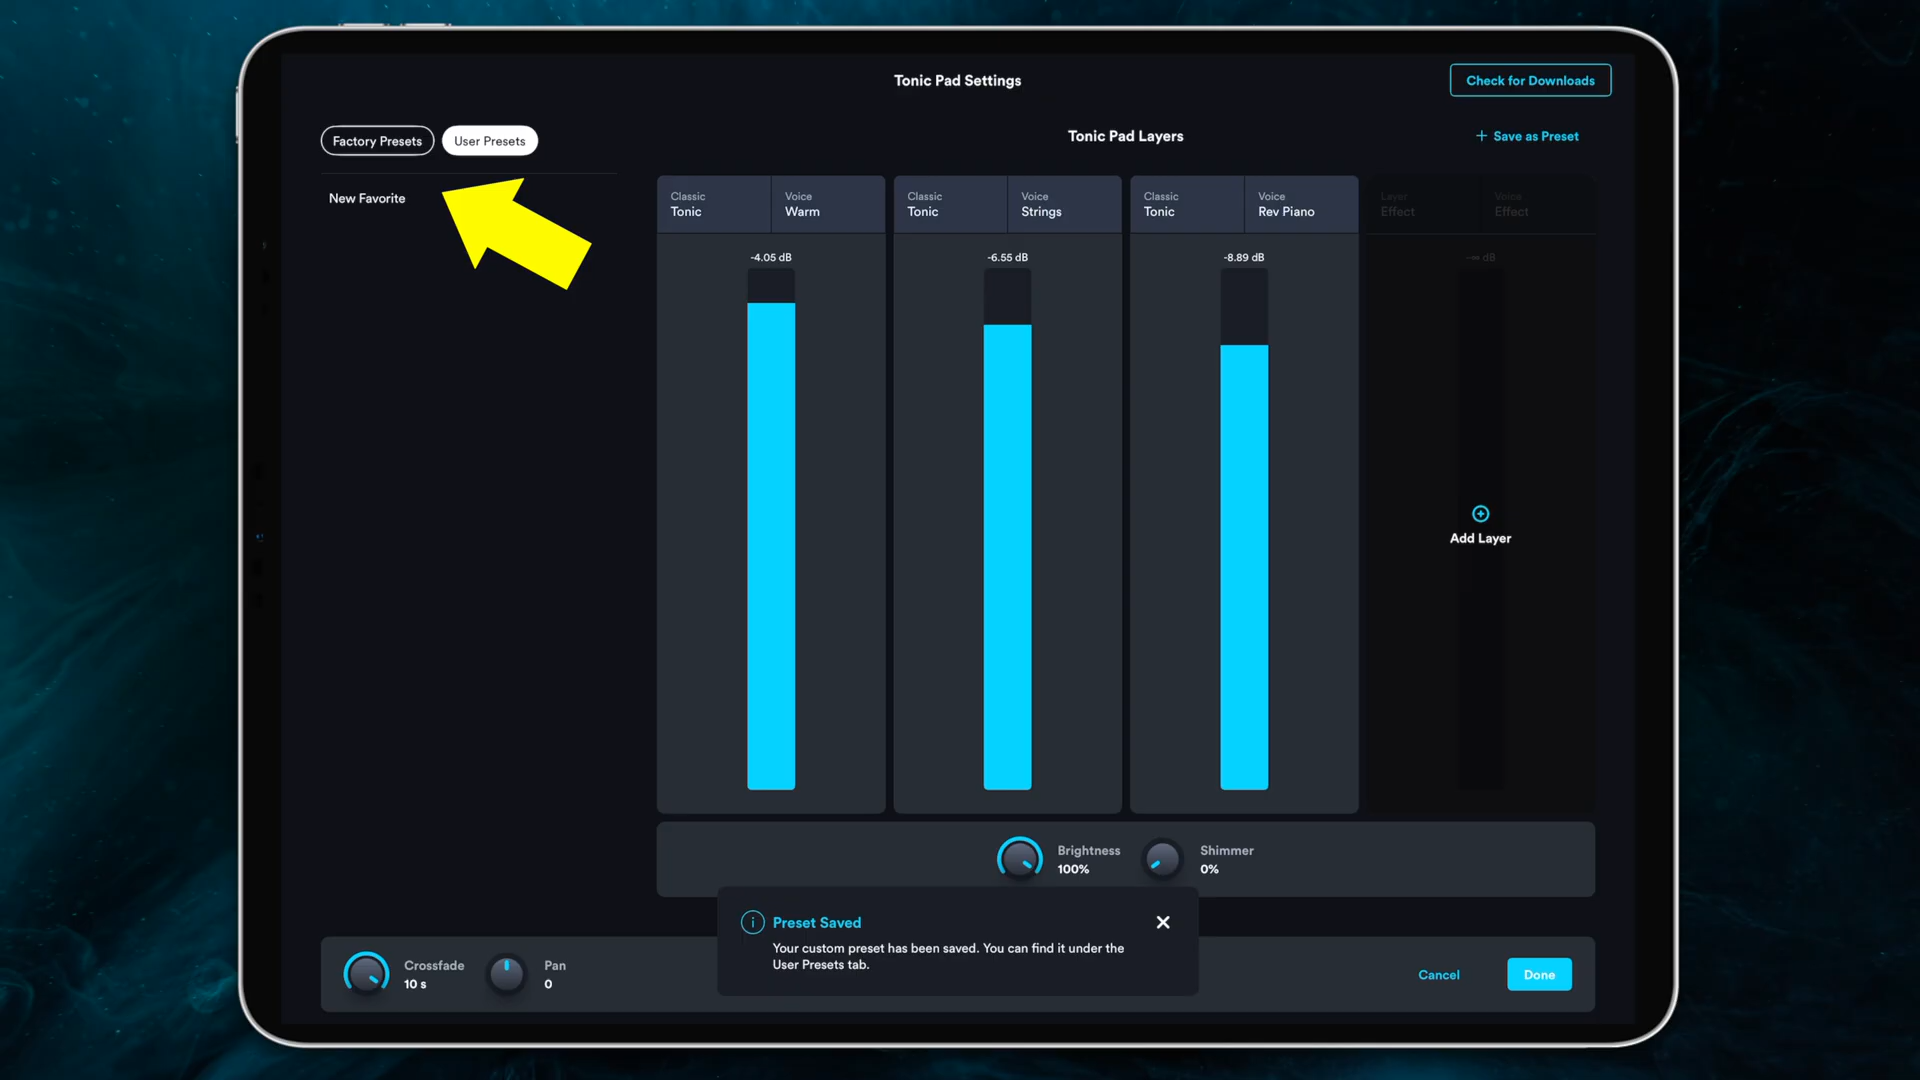 Tonic Pad Settings
Check for Downloads
Factory Presets
User Presets
Tonic Pad Layers
+ Save as Preset
New Favorite
Classic
Tonic
Voice
Warm
Classic
Tonic
Voice
Strings
Classic
Tonic
Voice
Rev Piano
Layer
Effect
Voice
Effect
-4.05 dB
-6.55 dB
-8.89 dB
-∞ dB
Add Layer
Brightness
100%
Shimmer
0%
Preset Saved
Your custom preset has been saved. You can find it under the
User Presets tab.
Crossfade
10 s
Pan
0
Cancel
Done